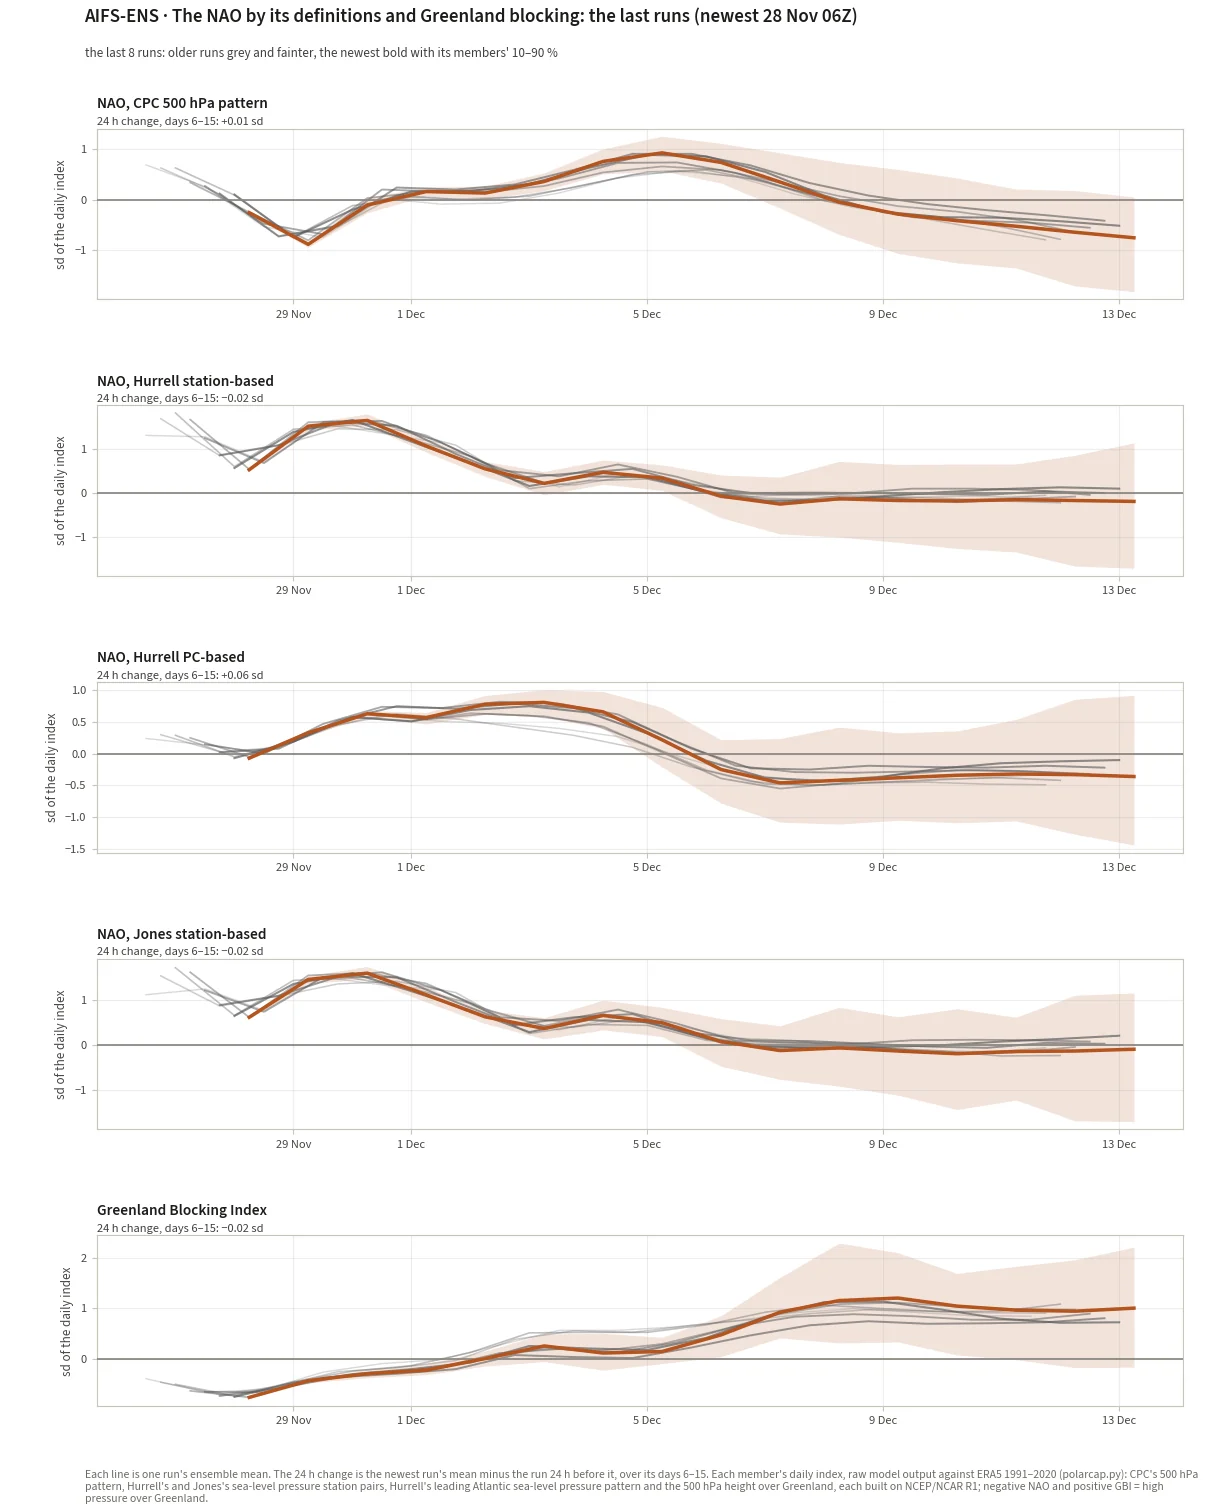 AIFS-ENS · The NAO by its definitions and Greenland blocking: the last runs (newest 28 Nov 06Z)
the last 8 runs: older runs grey and fainter, the newest bold with its members' 10–90 %
NAO, CPC 500 hPa pattern
24 h change, days 6–15: +0.01 sd
sd of the daily index
1
0
−1
29 Nov
1 Dec
5 Dec
9 Dec
13 Dec
NAO, Hurrell station-based
24 h change, days 6–15: −0.02 sd
sd of the daily index
1
0
−1
29 Nov
1 Dec
5 Dec
9 Dec
13 Dec
NAO, Hurrell PC-based
24 h change, days 6–15: +0.06 sd
sd of the daily index
1.0
0.5
0.0
−0.5
−1.0
−1.5
29 Nov
1 Dec
5 Dec
9 Dec
13 Dec
NAO, Jones station-based
24 h change, days 6–15: −0.02 sd
sd of the daily index
1
0
−1
29 Nov
1 Dec
5 Dec
9 Dec
13 Dec
Greenland Blocking Index
24 h change, days 6–15: −0.02 sd
sd of the daily index
2
1
0
29 Nov
1 Dec
5 Dec
9 Dec
13 Dec
Each line is one run's ensemble mean. The 24 h change is the newest run's mean minus the run 24 h before it, over its days 6–15. Each member's daily index, raw model output against ERA5 1991–2020 (polarcap.py): CPC's 500 hPa
pattern, Hurrell's and Jones's sea-level pressure station pairs, Hurrell's leading Atlantic sea-level pressure pattern and the 500 hPa height over Greenland, each built on NCEP/NCAR R1; negative NAO and positive GBI = high
pressure over Greenland.